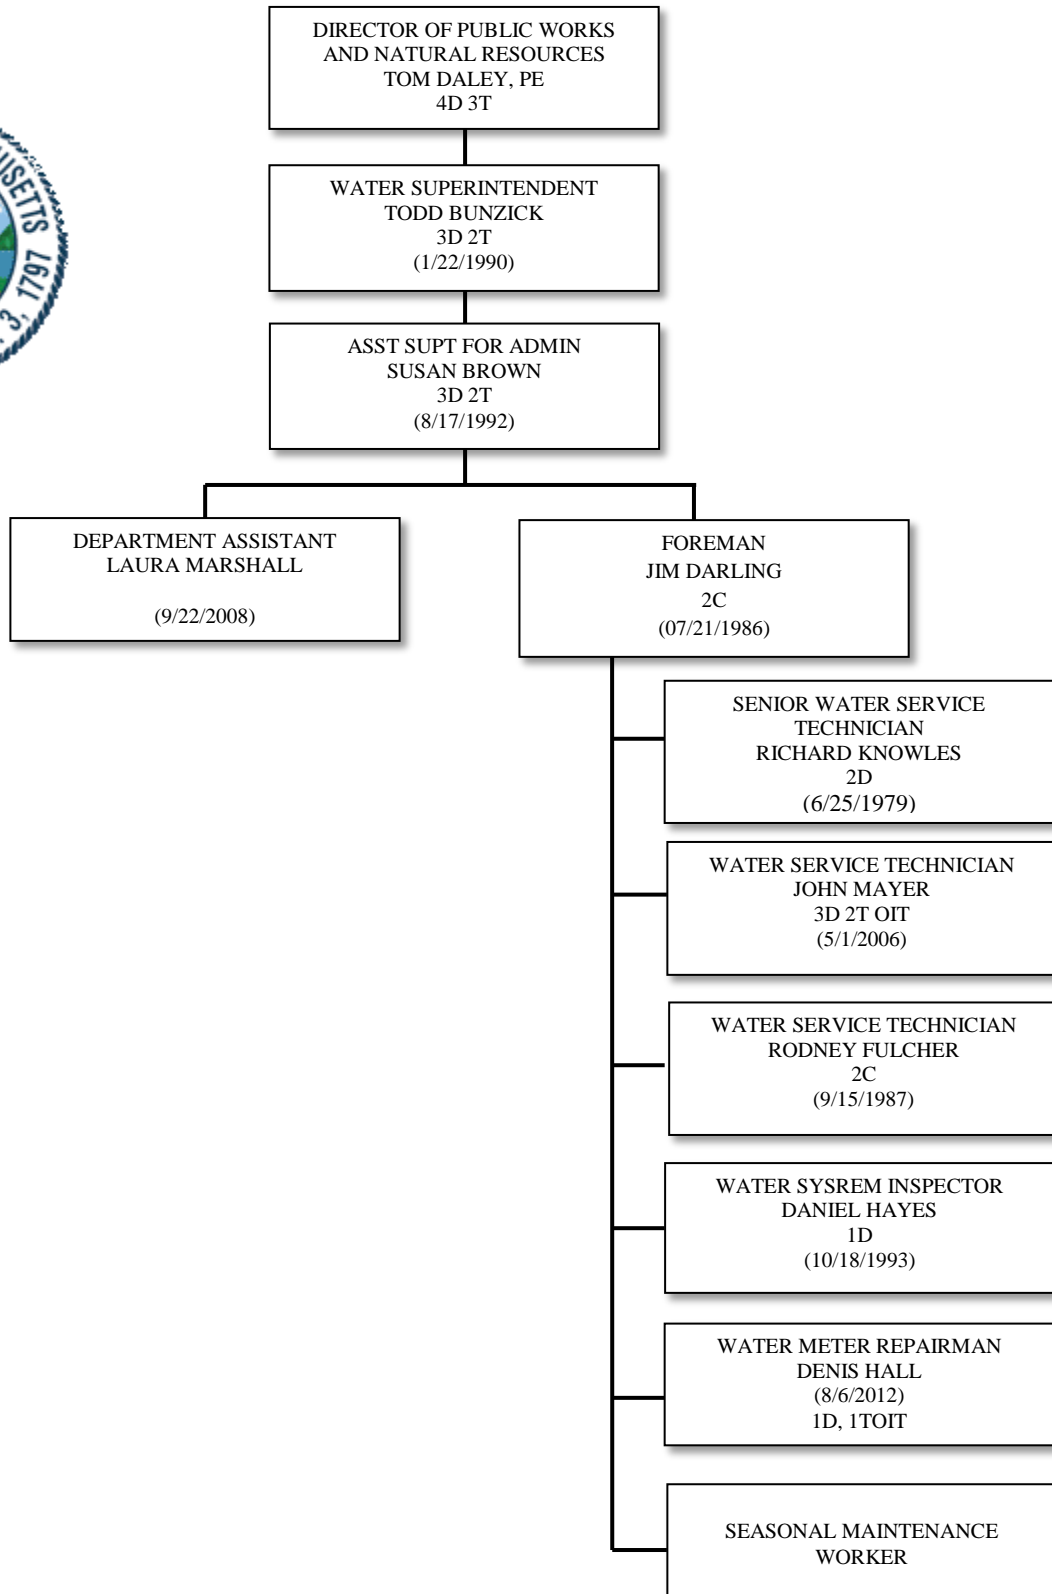 DIRECTOR OF PUBLIC WORKS
AND NATURAL RESOURCES
TOM DALEY, PE
4D 3T
3, 1797
WATER SUPERINTENDENT
TODD BUNZICK
3D 2T
(1/22/1990)
ASST SUPT FOR ADMIN
SUSAN BROWN
3D 2T
(8/17/1992)
DEPARTMENT ASSISTANT
LAURA MARSHALL
(9/22/2008)
FOREMAN
JIM DARLING
2C
(07/21/1986)
SENIOR WATER SERVICE
TECHNICIAN
RICHARD KNOWLES
2D
(6/25/1979)
WATER SERVICE TECHNICIAN
JOHN MAYER
3D 2T OIT
(5/1/2006)
WATER SERVICE TECHNICIAN
RODNEY FULCHER
2C
(9/15/1987)
WATER SYSREM INSPECTOR
DANIEL HAYES
1D
(10/18/1993)
WATER METER REPAIRMAN
DENIS HALL
(8/6/2012)
1D, 1TOIT
SEASONAL MAINTENANCE
WORKER